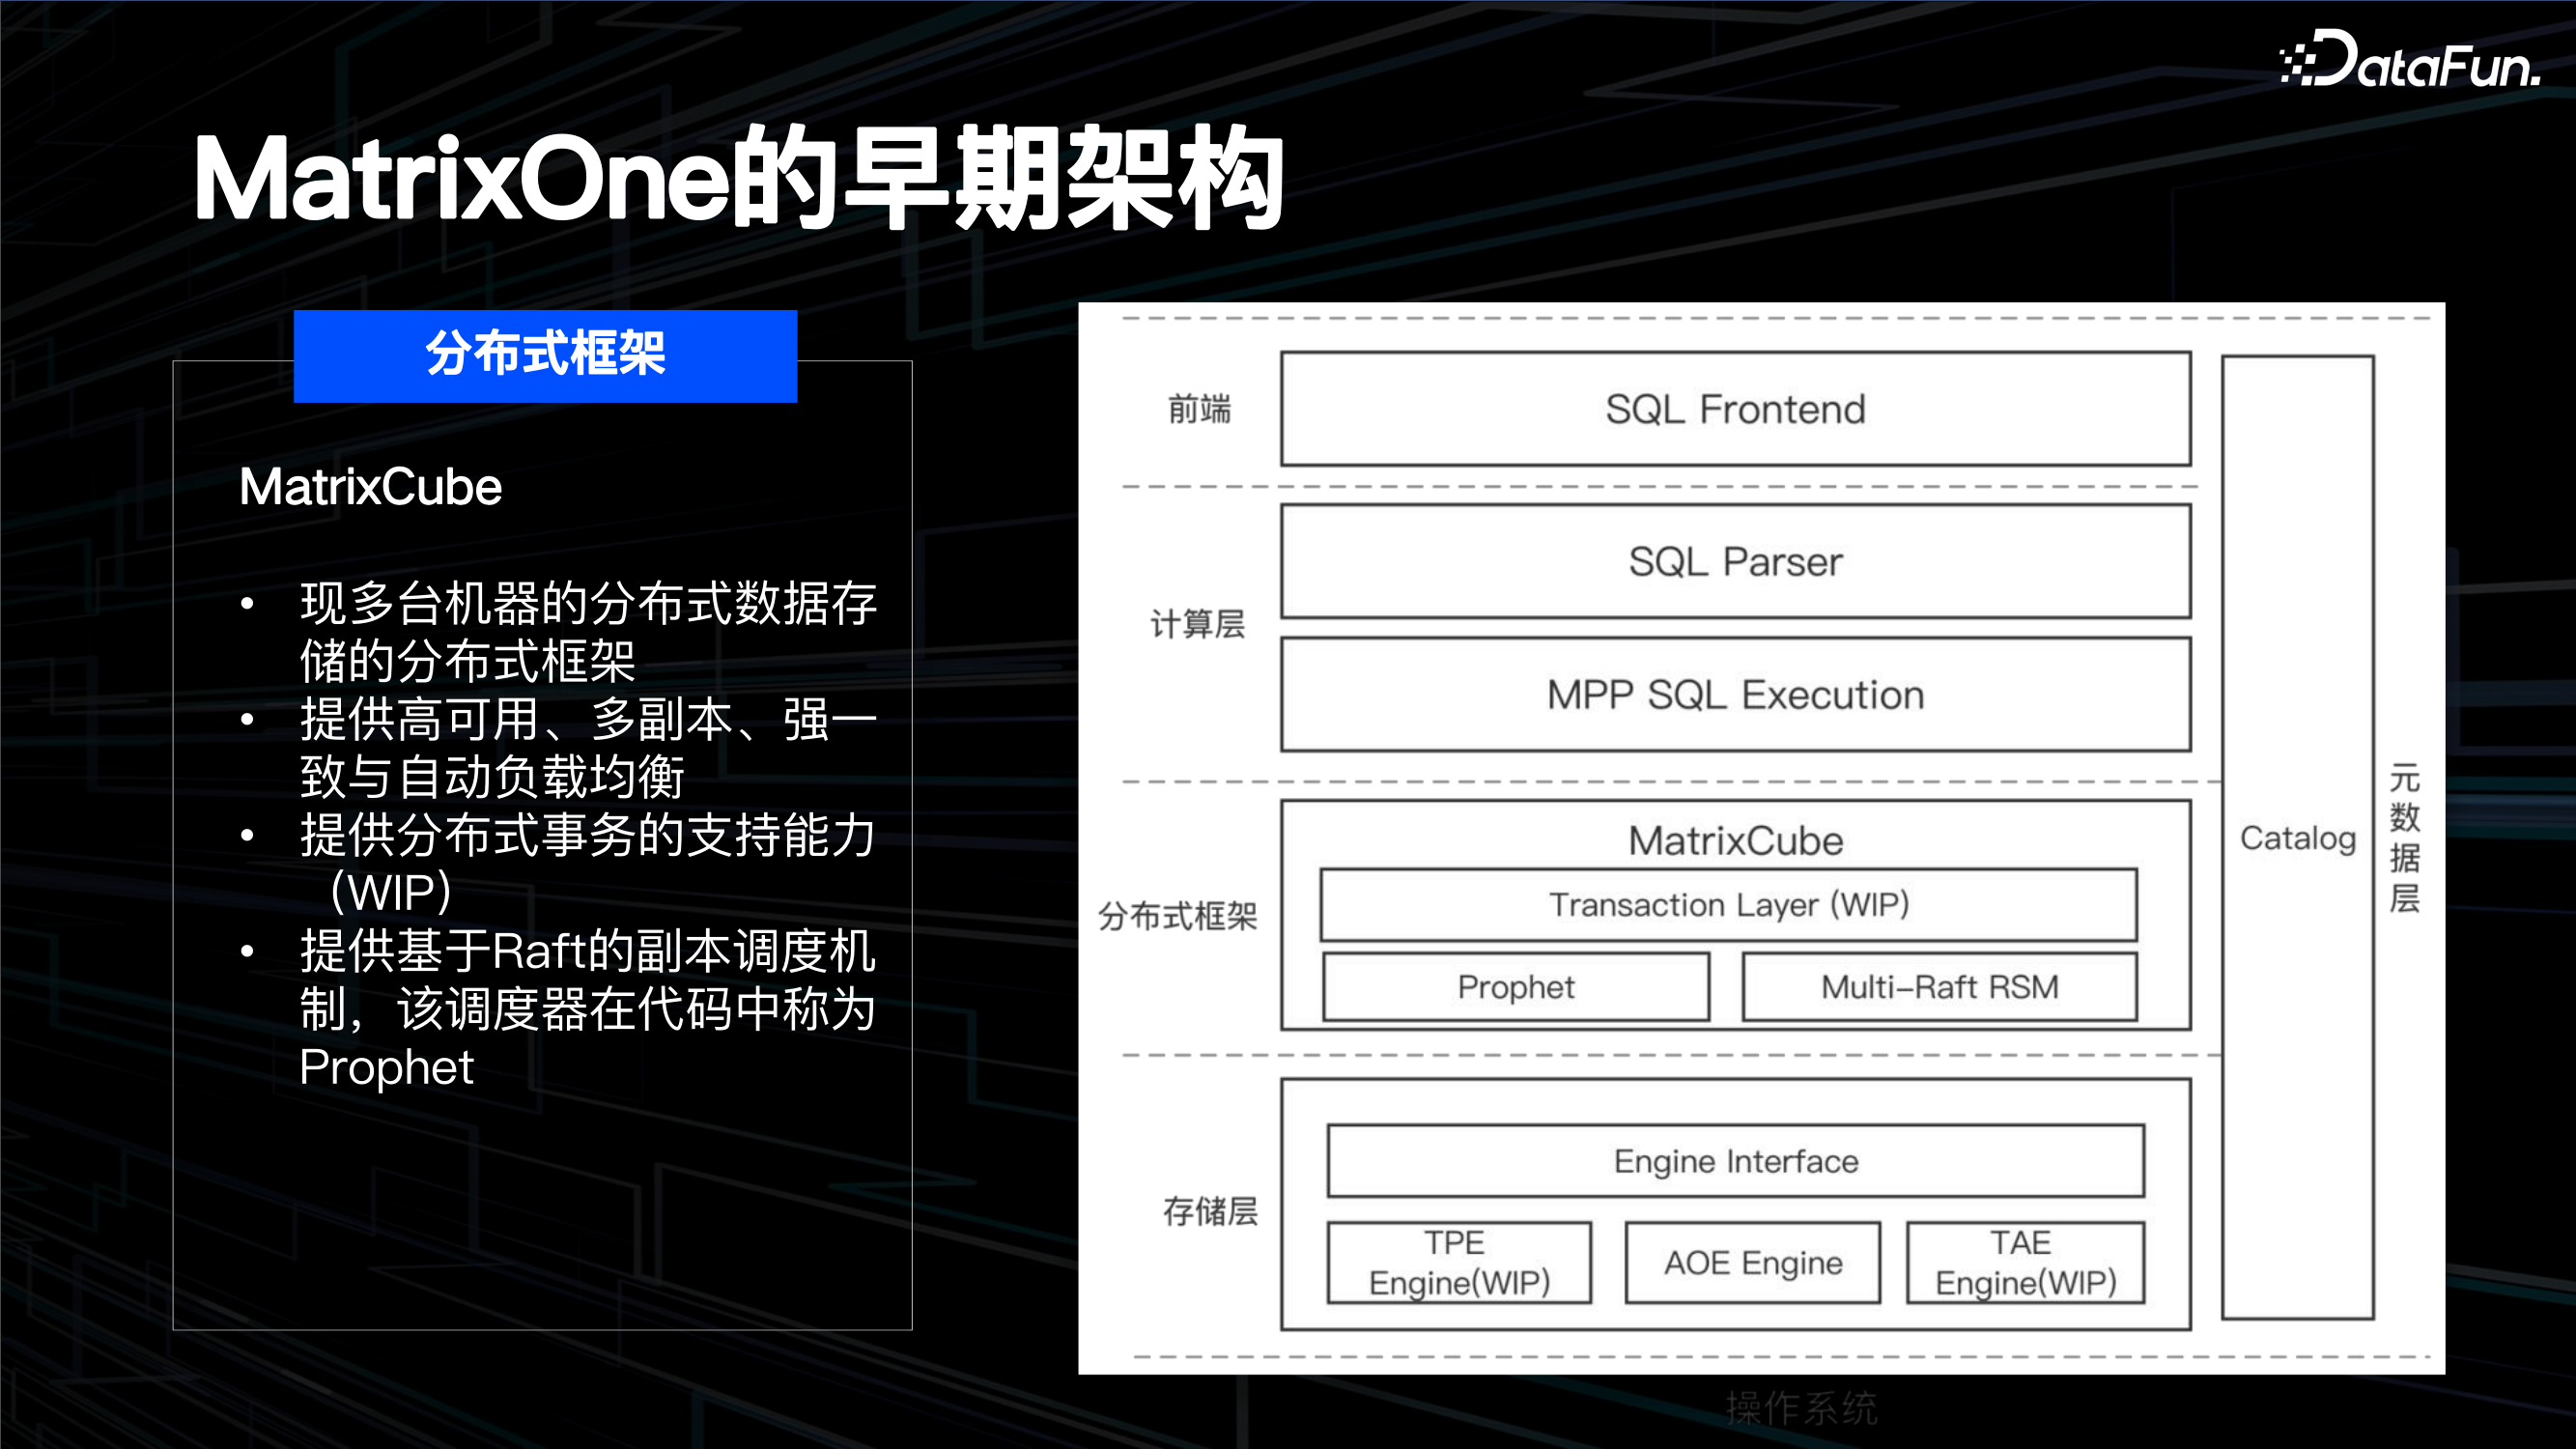 DataFun.
MatrixOne的早期架构
分布式框架
MatrixCube
• 现多台机器的分布式数据存
储的分布式框架
• 提供高可用、多副本、强一
致与自动负载均衡
• 提供分布式事务的支持能力
（WIP）
• 提供基于Raft的副本调度机
制，该调度器在代码中称为
Prophet
前端
SQL Frontend
计算层
SQL Parser
MPP SQL Execution
分布式框架
MatrixCube
Transaction Layer (WIP)
Prophet
Multi-Raft RSM
存储层
Engine Interface
TPE
Engine(WIP)
AOE Engine
TAE
Engine(WIP)
Catalog
元
数
据
层
操作系统